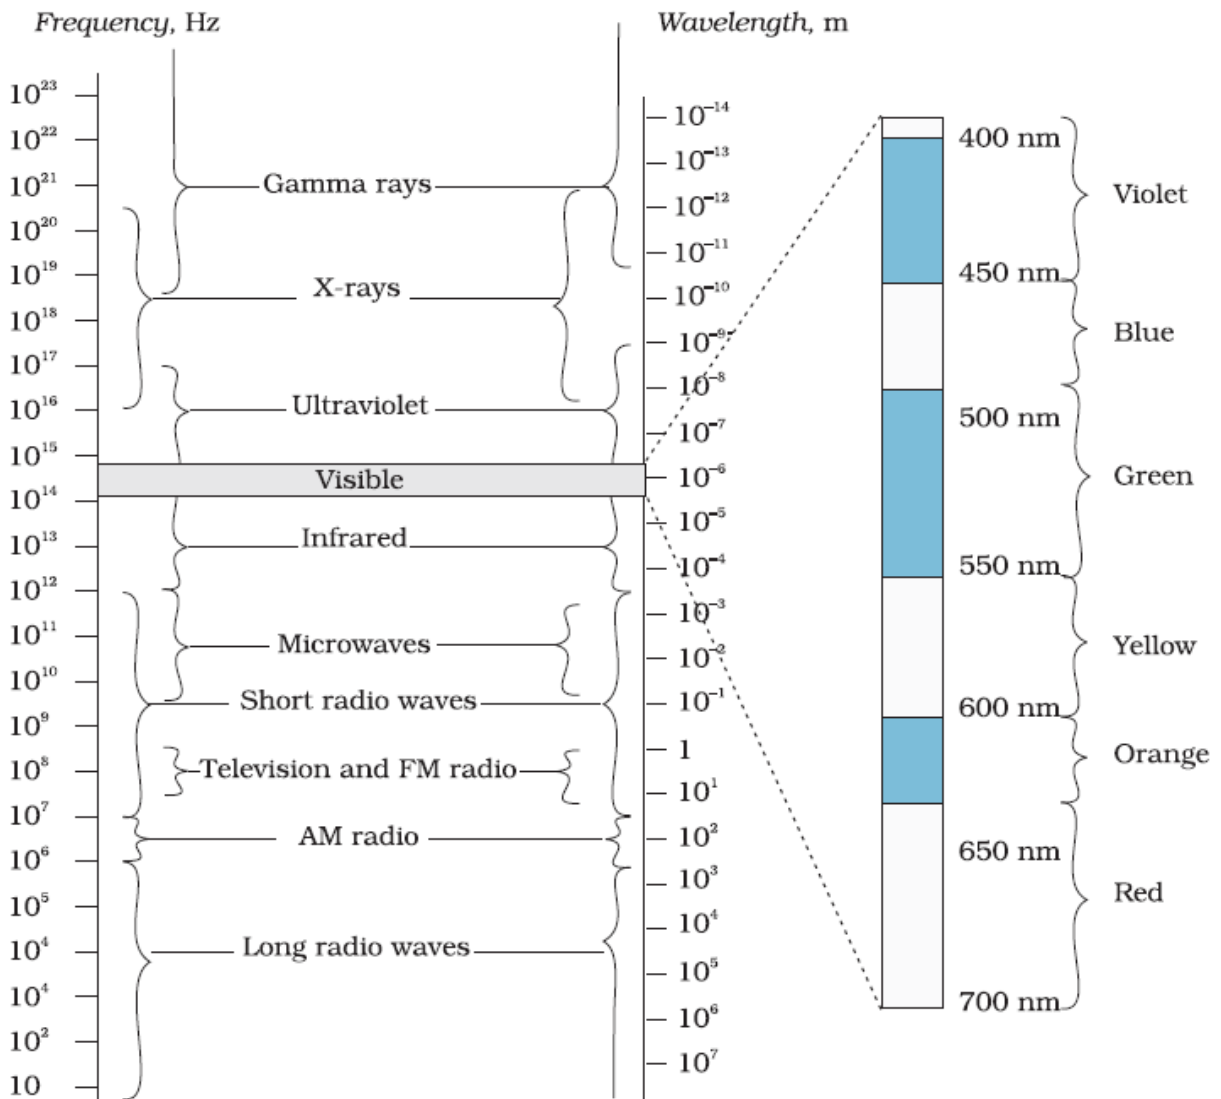 Frequency, Hz
10²³
10²²
10²¹
10²⁰
10¹⁹
10¹⁸
10¹⁷
10¹⁶
10¹⁵
10¹⁴
10¹³
10¹²
10¹¹
10¹⁰
10⁹
10⁸
10⁷
10⁶
10⁵
10⁴
10⁴
10²
10
Gamma rays
X-rays
Ultraviolet
Visible
Infrared
Microwaves
Short radio waves
Television and FM radio
AM radio
Long radio waves
Wavelength, m
10⁻¹⁴
10⁻¹³
10⁻¹²
10⁻¹¹
10⁻¹⁰
10⁻⁹
10⁻⁸
10⁻⁷
10⁻⁶
10⁻⁵
10⁻⁴
10⁻³
10⁻²
10⁻¹
1
10¹
10²
10³
10⁴
10⁵
10⁶
10⁷
400 nm
450 nm
500 nm
550 nm
600 nm
650 nm
700 nm
Violet
Blue
Green
Yellow
Orange
Red